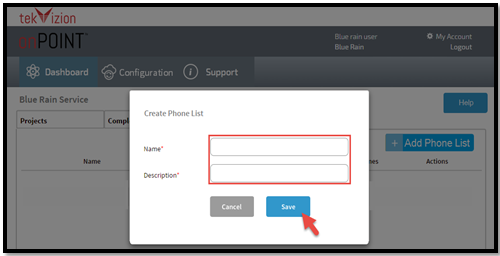 tekVizion
onPOINT
Blue rain user
Blue Rain
My Account
Logout
Dashboard
Configuration
Support
Blue Rain Service
Help
Projects
Compl
Create Phone List
Name*
Description*
Cancel
Save
+ Add Phone List
Name
pes
Actions